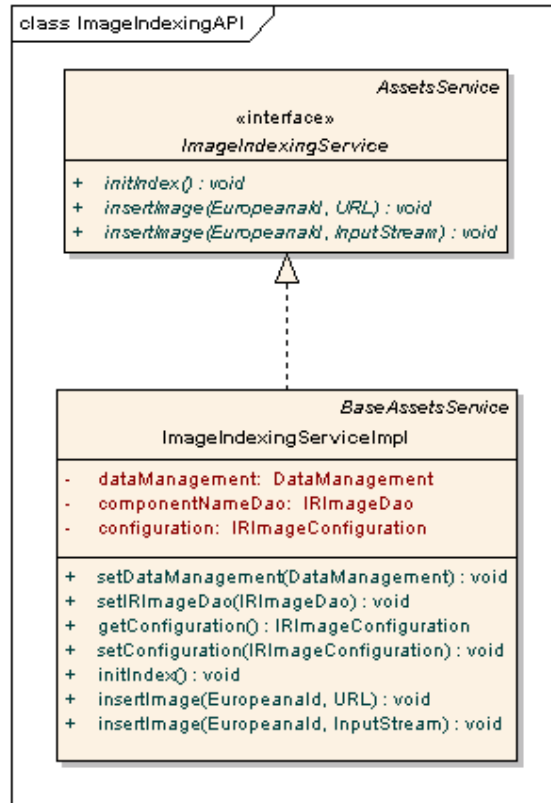 class ImageIndexingAPI
AssetsService
«interface»
ImageIndexingService
+ initIndex() : void
+ insertImage(EuropeanaId, URL) : void
+ insertImage(EuropeanaId, InputStream) : void
BaseAssetsService
ImageIndexingServiceImpl
- dataManagement: DataManagement
- componentNameDao: IRImageDao
- configuration: IRImageConfiguration
+ setDataManagement(DataManagement) : void
+ setIRImageDao(IRImageDao) : void
+ getConfiguration() : IRImageConfiguration
+ setConfiguration(IRImageConfiguration) : void
+ initIndex() : void
+ insertImage(EuropeanaId, URL) : void
+ insertImage(EuropeanaId, InputStream) : void